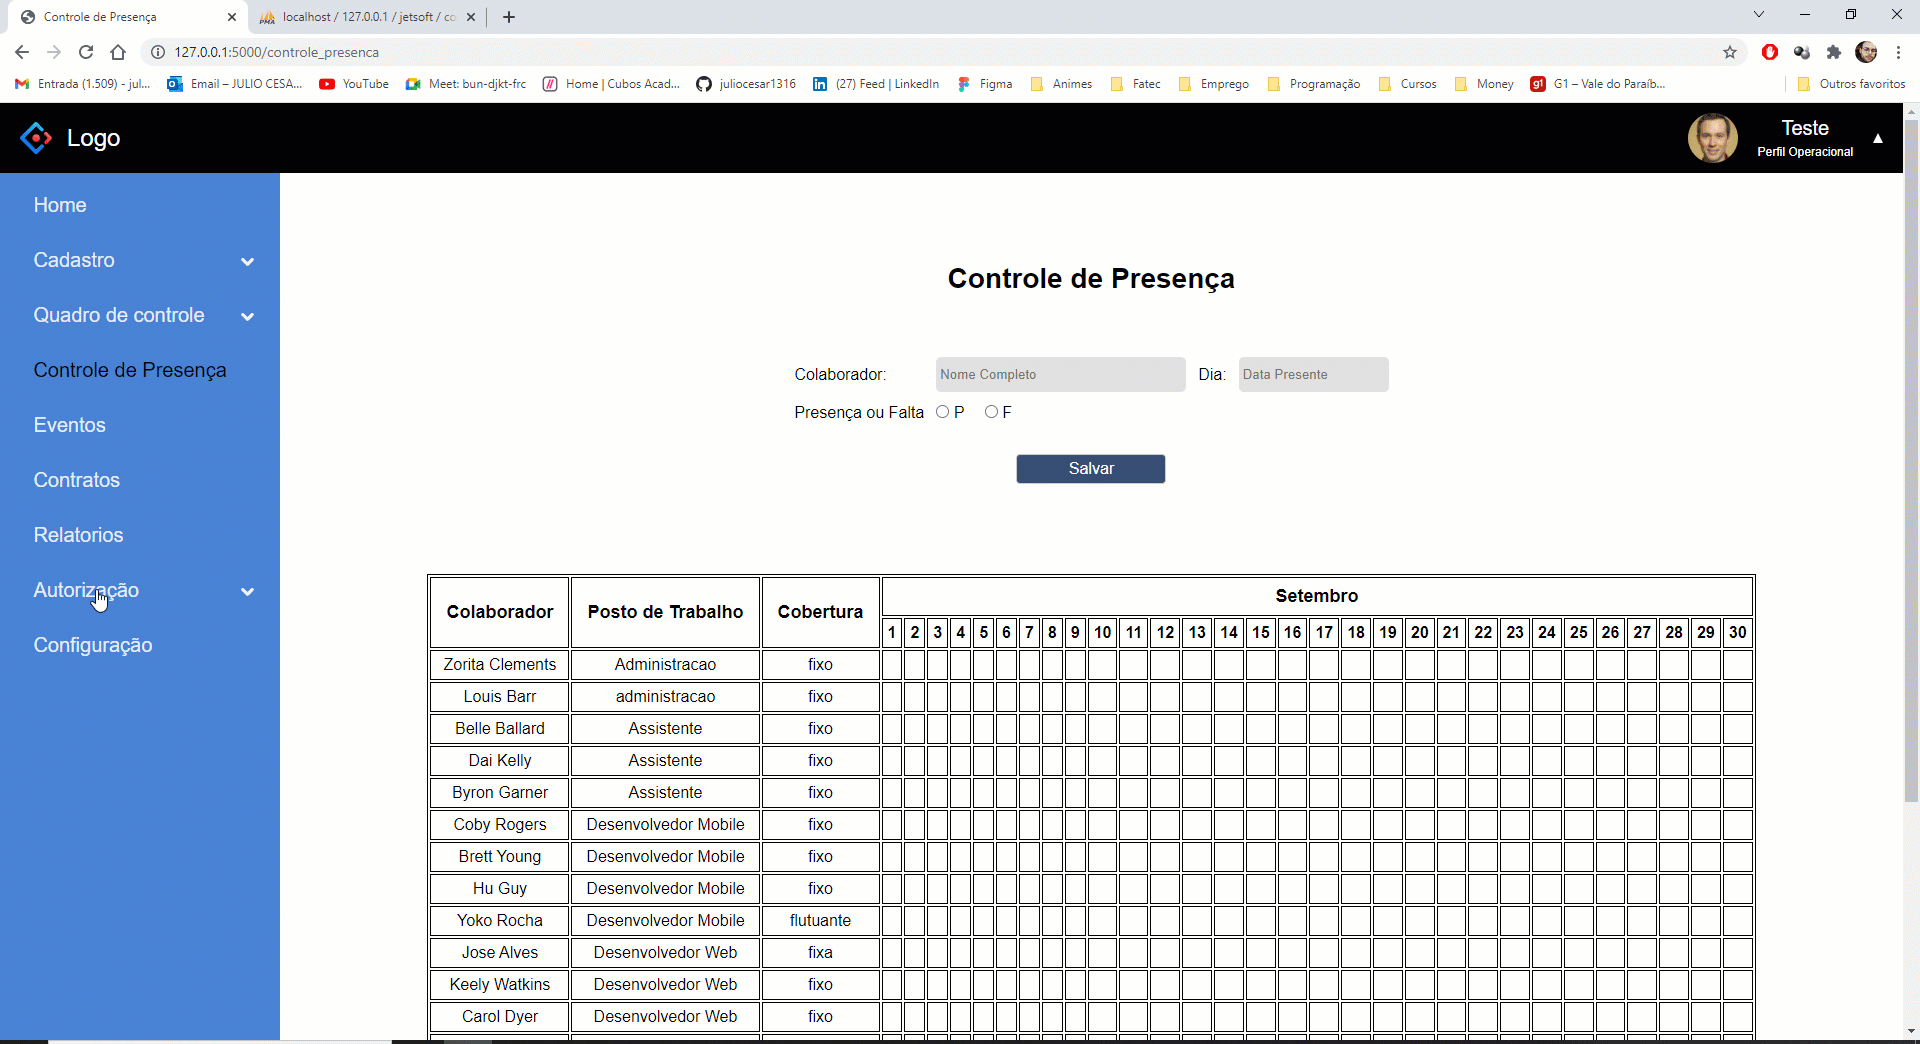 Controle de Presença
localhost / 127.0.0.1 / jetsoft / co
127.0.0.1:5000/controle_presenca
Entrada (1.509) - jul...
Email – JULIO CESA...
YouTube
Meet: bun-djkt-frc
Home | Cubos Acad...
juliocesar1316
(27) Feed | LinkedIn
Figma
Animes
Fatec
Emprego
Programação
Cursos
Money
G1 – Vale do Paraíb...
Outros favoritos
Logo
Teste
Perfil Operacional
Home
Cadastro
Quadro de controle
Controle de Presença
Eventos
Contratos
Relatorios
Autorização
Configuração
Controle de Presença
Colaborador: Nome Completo Dia: Data Presente
Presença ou Falta P F
Salvar
Colaborador Posto de Trabalho Cobertura Setembro
1 2 3 4 5 6 7 8 9 10 11 12 13 14 15 16 17 18 19 20 21 22 23 24 25 26 27 28 29 30
Zorita Clements Administracao fixo
Louis Barr administracao fixo
Belle Ballard Assistente fixo
Dai Kelly Assistente fixo
Byron Garner Assistente fixo
Coby Rogers Desenvolvedor Mobile fixo
Brett Young Desenvolvedor Mobile fixo
Hu Guy Desenvolvedor Mobile fixo
Yoko Rocha Desenvolvedor Mobile flutuante
Jose Alves Desenvolvedor Web fixa
Keely Watkins Desenvolvedor Web fixo
Carol Dyer Desenvolvedor Web fixo